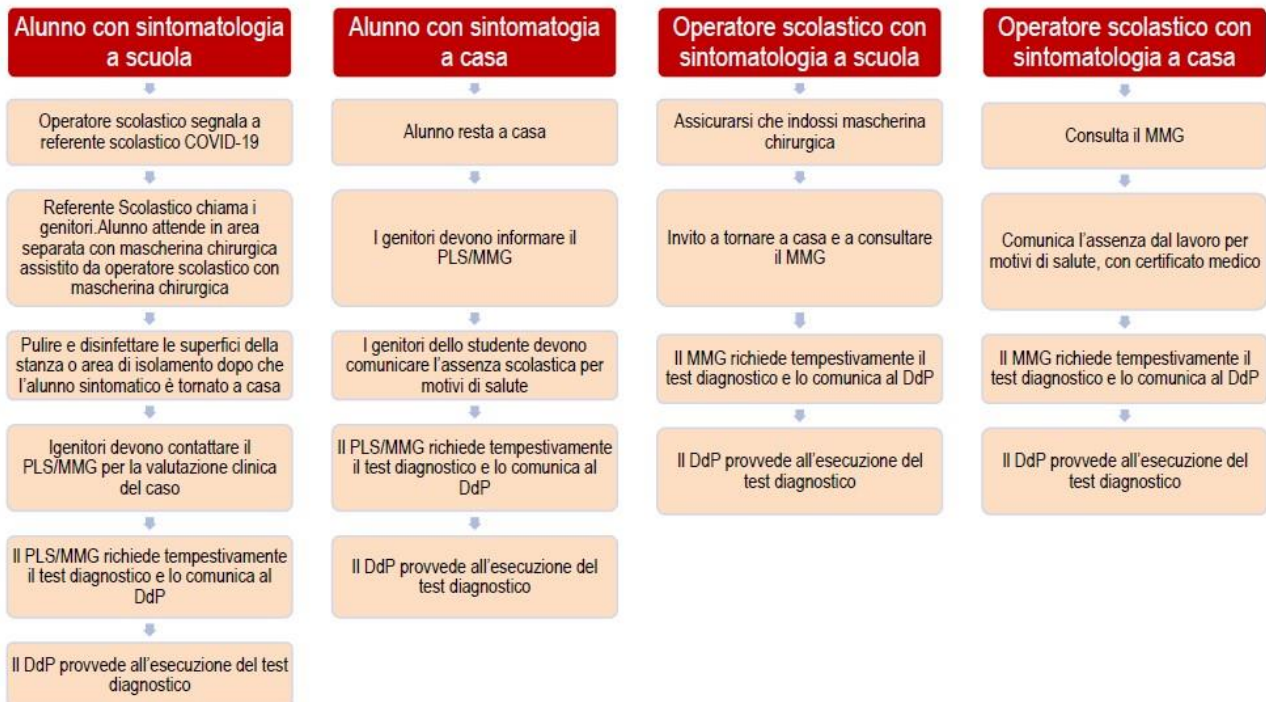 Alunno con sintomatologia
a scuola
Operatore scolastico segnala a
referente scolastico COVID-19
Referente Scolastico chiama i
genitori.Alunno attende in area
separata con mascherina chirurgica
assistito da operatore scolastico con
mascherina chirurgica
Pulire e disinfettare le superfici della
stanza o area di isolamento dopo che
l'alunno sintomatico è tornato a casa
Igenitori devono contattare il
PLS/MMG per la valutazione clinica
del caso
Il PLS/MMG richiede tempestivamente
il test diagnostico e lo comunica al
DdP
Il DdP provvede all'esecuzione del test
diagnostico
Alunno con sintomatogia
a casa
Alunno resta a casa
I genitori devono informare il
PLS/MMG
I genitori dello studente devono
comunicare l'assenza scolastica per
motivi di salute
Il PLS/MMG richiede tempestivamente
il test diagnostico e lo comunica al
DdP
Il DdP provvede all'esecuzione del
test diagnostico
Operatore scolastico con
sintomatologia a scuola
Assicurarsi che indossi mascherina
chirurgica
Invito a tornare a casa e a consultare
il MMG
Il MMG richiede tempestivamente il
test diagnostico e lo comunica al DdP
Il DdP provvede all'esecuzione del
test diagnostico
Operatore scolastico con
sintomatologia a casa
Consulta il MMG
Comunica l'assenza dal lavoro per
motivi di salute, con certificato medico
Il MMG richiede tempestivamente il
test diagnostico e lo comunica al DdP
Il DdP provvede all'esecuzione del
test diagnostico